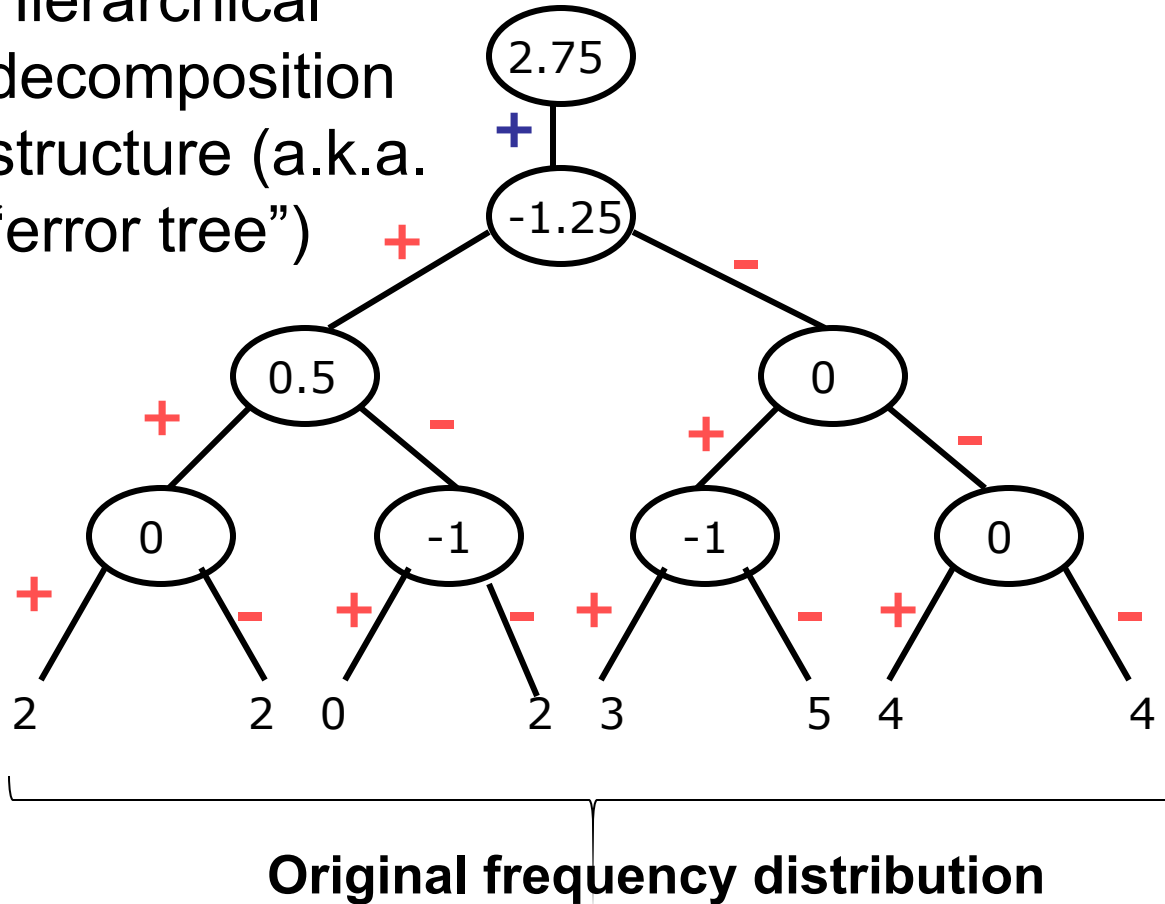 hierarchical
2.75
decomposition
+
structure (a.k.a.
-1.25
“error tree”)
+ -
0.5 0
+ - + -
0 -1 -1 0
+ - + - + - + -
2 2 0 2 3 5 4 4
Original frequency distribution